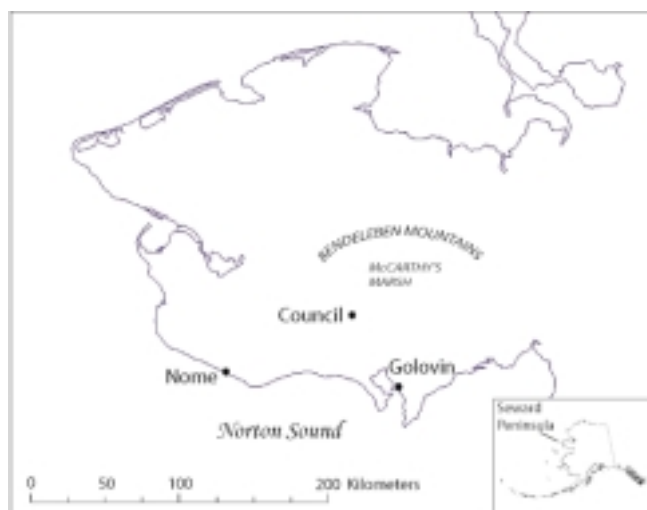 BENDELEBEN MOUNTAINS
McCARTHY'S
MARSH
Council
Golovin
Nome
Norton Sound
Seward
Peninsula
0 50 100 200 Kilometers